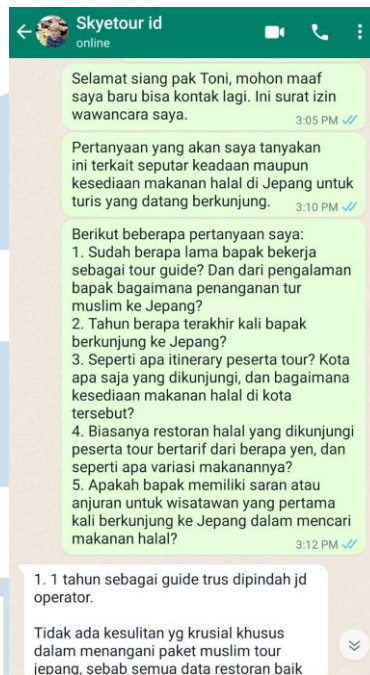 Skyetour id
online
Selamat siang pak Toni, mohon maaf
saya baru bisa kontak lagi. Ini surat izin
wawancara saya.
3:05 PM
Pertanyaan yang akan saya tanyakan
ini terkait seputar keadaan maupun
kesediaan makanan halal di Jepang untuk
turis yang datang berkunjung.
3:10 PM
Berikut beberapa pertanyaan saya:
1. Sudah berapa lama bapak bekerja
sebagai tour guide? Dan dari pengalaman
bapak bagaimana penanganan tur
muslim ke Jepang?
2. Tahun berapa terakhir kali bapak
berkunjung ke Jepang?
3. Seperti apa itinerary peserta tour? Kota
apa saja yang dikunjungi, dan bagaimana
kesediaan makanan halal di kota
tersebut?
4. Biasanya restoran halal yang dikunjungi
peserta tour bertarif dari berapa yen, dan
seperti apa variasi makanannya?
5. Apakah bapak memiliki saran atau
anjuran untuk wisatawan yang pertama
kali berkunjung ke Jepang dalam mencari
makanan halal?
3:12 PM
1. 1 tahun sebagai guide trus dipindah jd
operator.
Tidak ada kesulitan yg krusial khusus
dalam menangani paket muslim tour
jepang, sebab semua data restoran baik